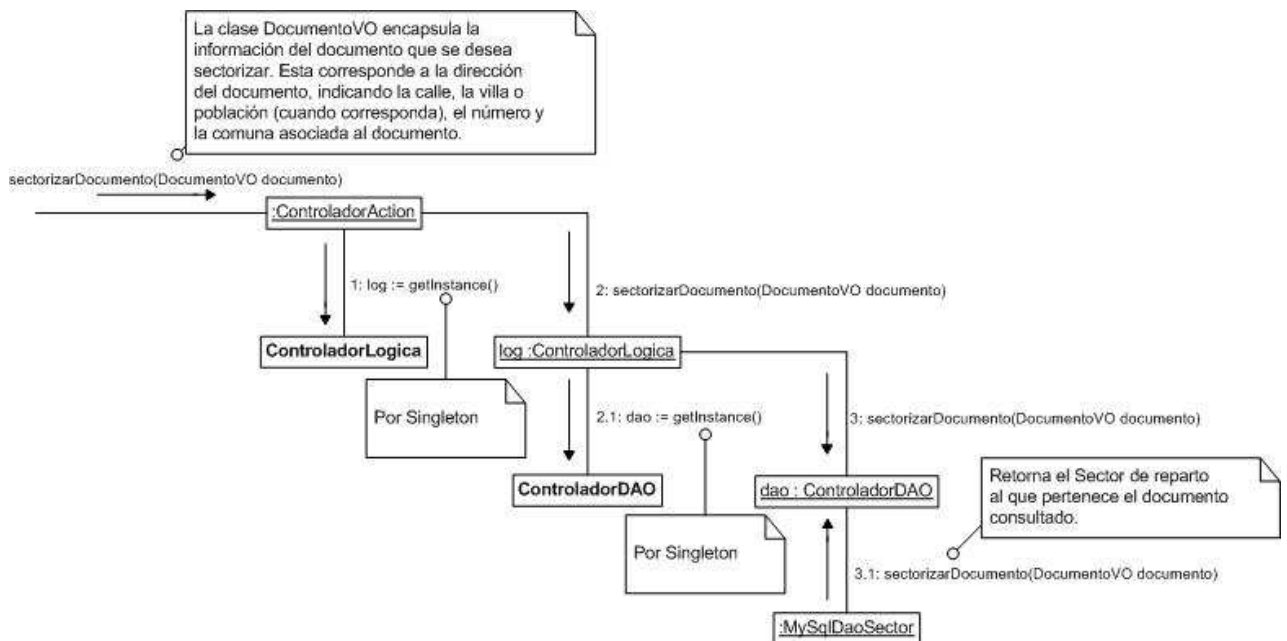 La clase DocumentoVO encapsula la
información del documento que se desea
sectorizar. Esta corresponde a la dirección
del documento, indicando la calle, la villa o
población (cuando corresponda), el número y
la comuna asociada al documento.
sectorizarDocumento(DocumentoVO documento)
:ControladorAction
1: log := getInstance()
2: sectorizarDocumento(DocumentoVO documento)
ControladorLogica
log :ControladorLogica
Por Singleton
2.1: dao := getInstance()
3: sectorizarDocumento(DocumentoVO documento)
ControladorDAO
dao : ControladorDAO
Retorna el Sector de reparto
al que pertenece el documento
consultado.
Por Singleton
3.1: sectorizarDocumento(DocumentoVO documento)
:MySqlDaoSector